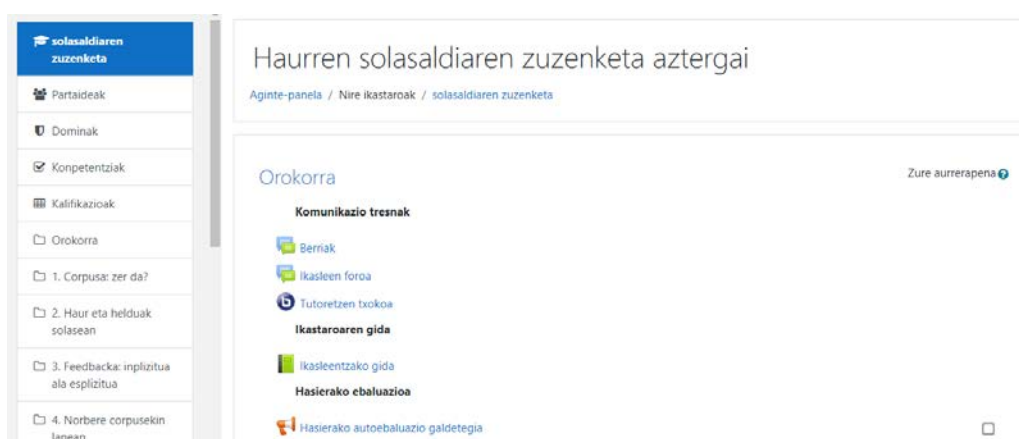 solasaldiaren
zuzenketa
Partaideak
Dominak
Konpetentziak
Kalifikazioak
Orokorra
1. Corpusa: zer da?
2. Haur eta helduak
solasean
3. Feedbacka: inplizitua
ala esplizitua
4. Norbere corpusekin
lanean
Haurren solasaldiaren zuzenketa aztergai
Aginte-panela / Nire ikastaroak / solasaldiaren zuzenketa
Orokorra
Zure aurrerapena
Komunikazio tresnak
Berriak
Ikasleen foroa
Tutoretzen txokoa
Ikastaroaren gida
Ikasleentzako gida
Hasierako ebaluazioa
Hasierako autoebaluazio galdetegia